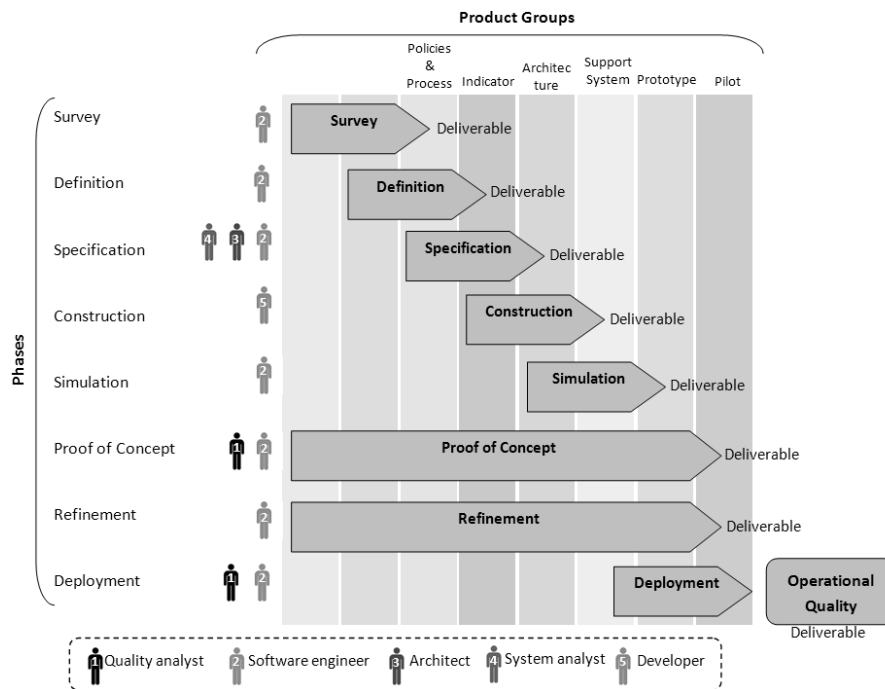 Product Groups
Policies
&
Process
Indicator
Architec
ture
Support
System
Prototype
Pilot
Phases
Survey
2
Survey
Deliverable
Definition
2
Definition
Deliverable
Specification
4 3 2
Specification
Deliverable
Construction
5
Construction
Deliverable
Simulation
2
Simulation
Deliverable
Proof of Concept
1 2
Proof of Concept
Deliverable
Refinement
2
Refinement
Deliverable
Deployment
1 2
Deployment
Operational
Quality
Deliverable
1 Quality analyst 2 Software engineer 3 Architect 4 System analyst 5 Developer